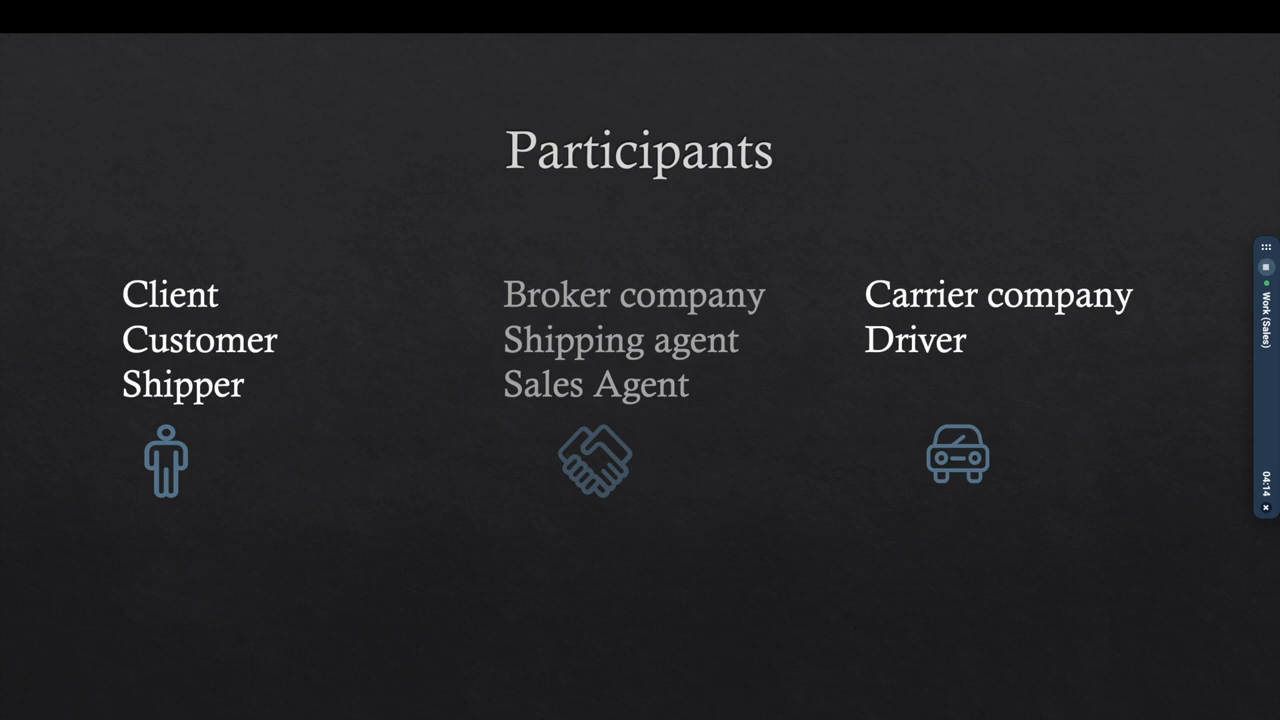 Participants
Client
Customer
Shipper
Broker company
Shipping agent
Sales Agent
Carrier company
Driver
Work (Sales)
04:14